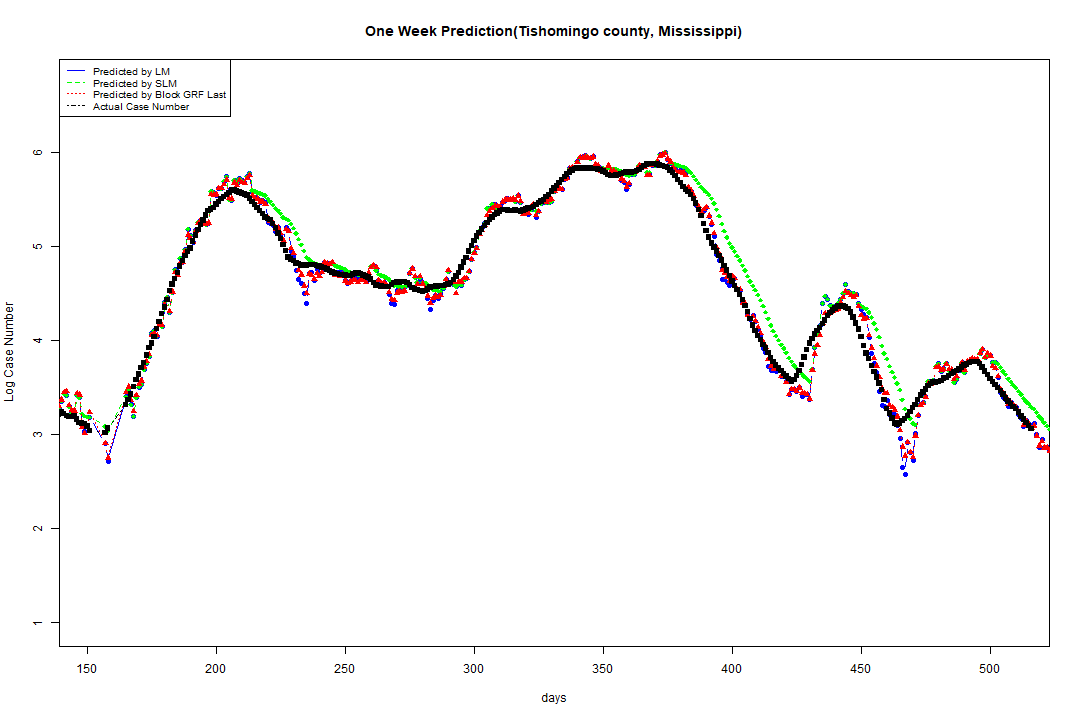 One Week Prediction(Tishomingo county, Mississippi)
Predicted by LM
Predicted by SLM
Predicted by Block GRF Last
Actual Case Number
6
5
4
3
2
1
Log Case Number
150 200 250 300 350 400 450 500
days